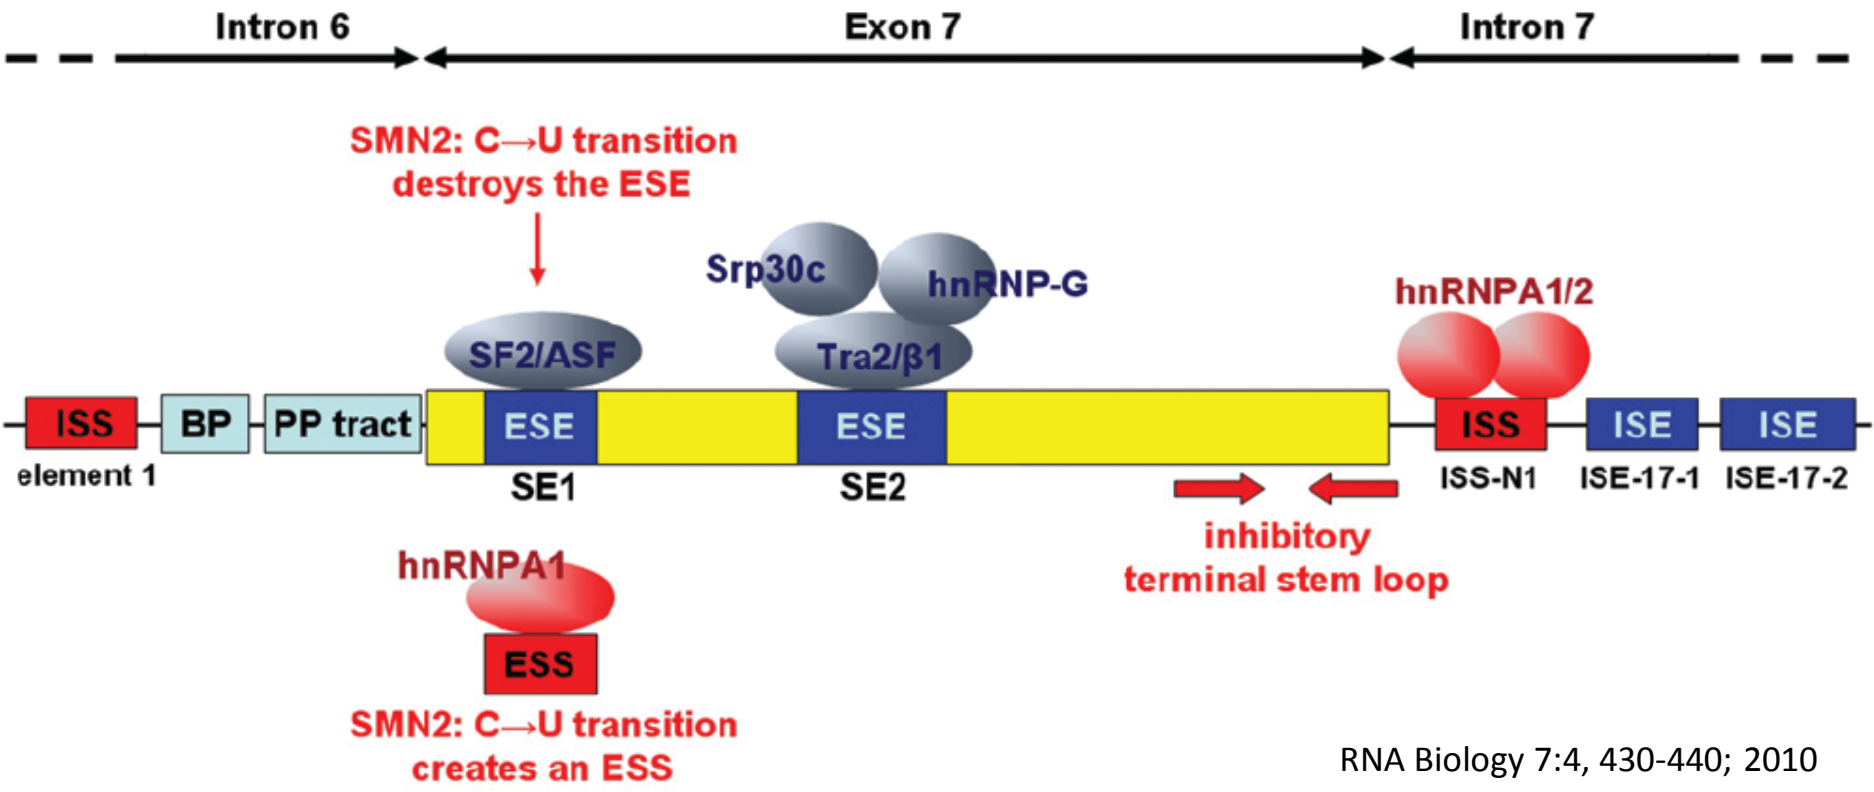 Intron 6
Exon 7
Intron 7
SMN2: C→U transition
destroys the ESE
Srp30c
hnRNP-G
hnRNPA1/2
SF2/ASF
Tra2/β1
ISS
BP
PP tract
ESE
ESE
ISS
ISE
ISE
element 1
SE1
SE2
ISS-N1
ISE-17-1
ISE-17-2
inhibitory
terminal stem loop
hnRNPA1
ESS
SMN2: C→U transition
creates an ESS
RNA Biology 7:4, 430-440; 2010